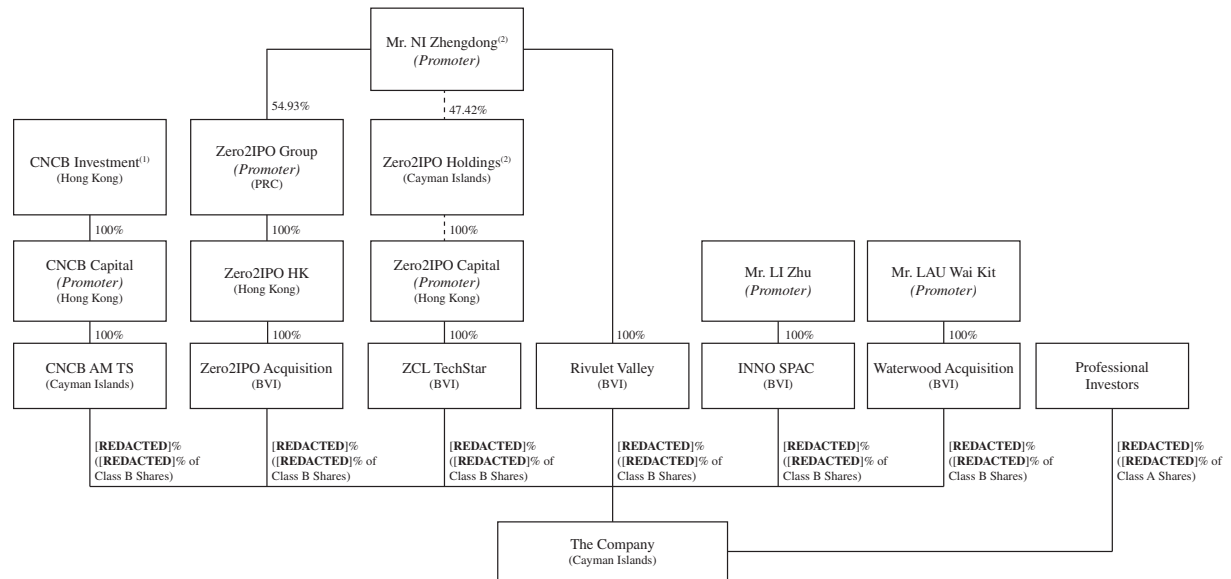 Mr. NI Zhengdong(2)
(Promoter)
54.93%
47.42%
CNCB Investment(1)
(Hong Kong)
Zero2IPO Group
(Promoter)
(PRC)
Zero2IPO Holdings(2)
(Cayman Islands)
100%
100%
100%
CNCB Capital
(Promoter)
(Hong Kong)
Zero2IPO HK
(Hong Kong)
Zero2IPO Capital
(Promoter)
(Hong Kong)
Mr. LI Zhu
(Promoter)
Mr. LAU Wai Kit
(Promoter)
100%
100%
100%
100%
100%
100%
CNCB AM TS
(Cayman Islands)
Zero2IPO Acquisition
(BVI)
ZCL TechStar
(BVI)
Rivulet Valley
(BVI)
INNO SPAC
(BVI)
Waterwood Acquisition
(BVI)
Professional
Investors
[REDACTED]%
([REDACTED]% of
Class B Shares)
[REDACTED]%
([REDACTED]% of
Class B Shares)
[REDACTED]%
([REDACTED]% of
Class B Shares)
[REDACTED]%
([REDACTED]% of
Class B Shares)
[REDACTED]%
([REDACTED]% of
Class B Shares)
[REDACTED]%
([REDACTED]% of
Class B Shares)
[REDACTED]%
([REDACTED]% of
Class A Shares)
The Company
(Cayman Islands)